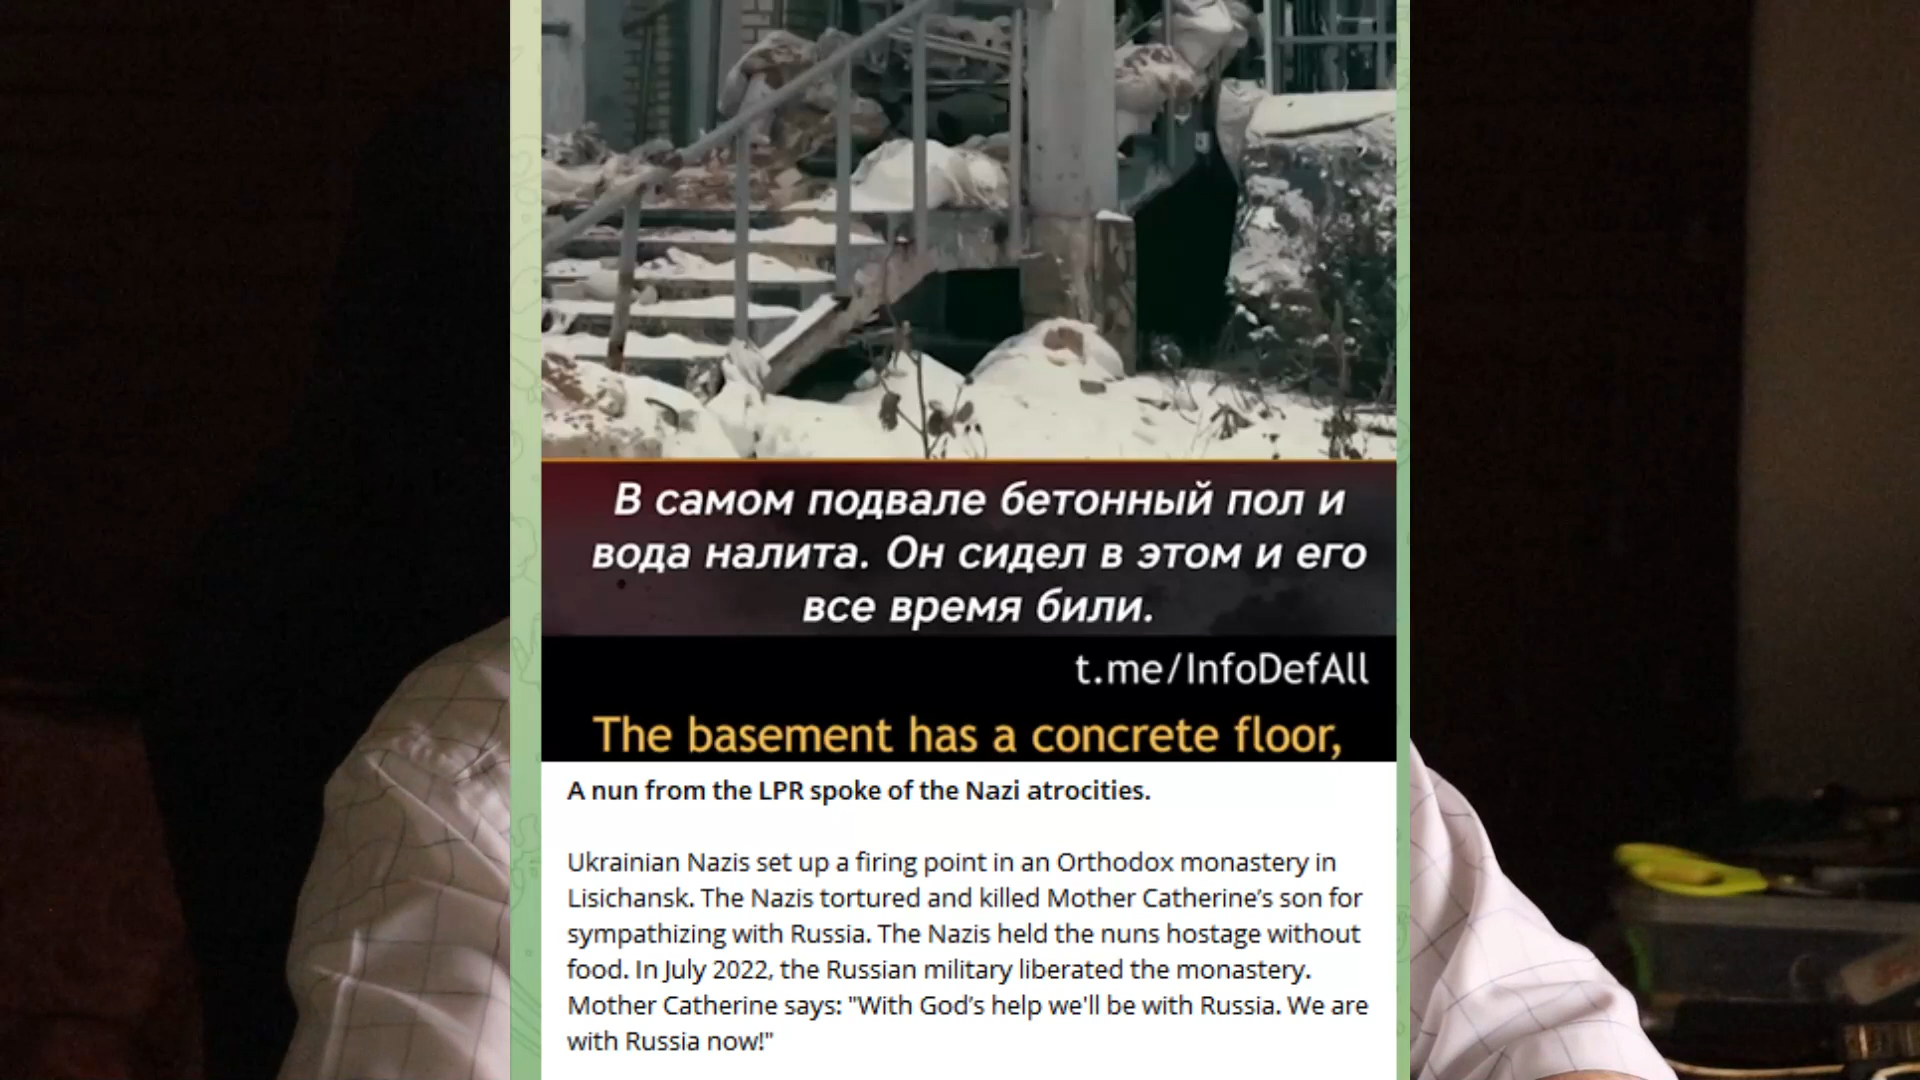 В самом подвале бетонный пол и
вода налита. Он сидел в этом и его
все время били.
t.me/InfoDefAll
The basement has a concrete floor,
A nun from the LPR spoke of the Nazi atrocities.
Ukrainian Nazis set up a firing point in an Orthodox monastery in
Lisichansk. The Nazis tortured and killed Mother Catherine’s son for
sympathizing with Russia. The Nazis held the nuns hostage without
food. In July 2022, the Russian military liberated the monastery.
Mother Catherine says: "With God’s help we'll be with Russia. We are
with Russia now!"